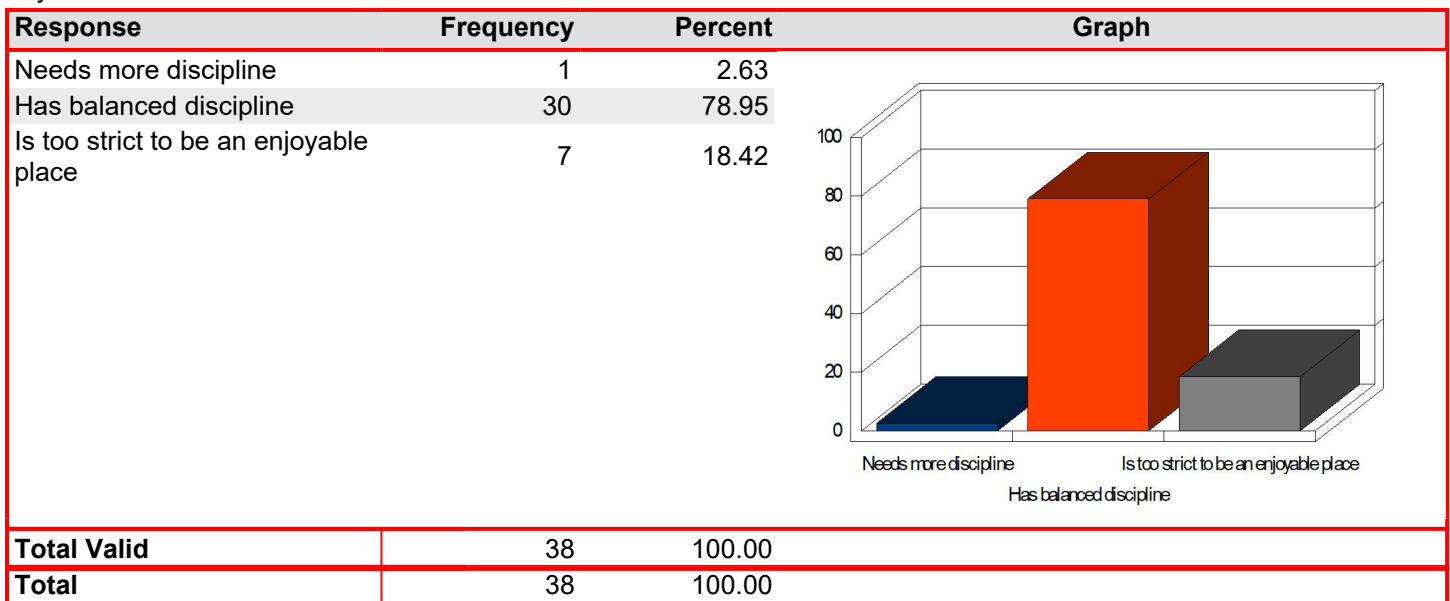 Response Frequency Percent Graph
Needs more discipline 1 2.63
Has balanced discipline 30 78.95
Is too strict to be an enjoyable
place 7 18.42
100
80
60
40
20
0
Needs more discipline Is too strict to be an enjoyable place
Has balanced discipline
Total Valid 38 100.00
Total 38 100.00